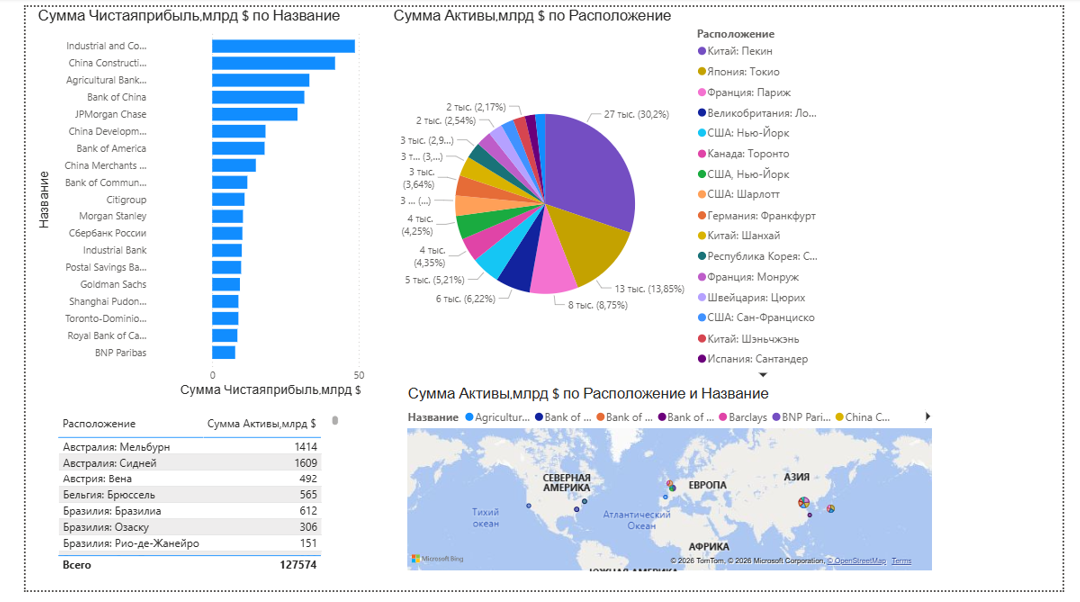 Сумма Чистаяприбыль,млрд $ по Название
Название
Industrial and Co...
China Constructi...
Agricultural Bank...
Bank of China
JPMorgan Chase
China Developm...
Bank of America
China Merchants ...
Bank of Commun...
Citigroup
Morgan Stanley
Сбербанк России
Industrial Bank
Postal Savings Ba...
Goldman Sachs
Shanghai Pudon...
Toronto-Dominio...
Royal Bank of Ca...
BNP Paribas
0
50
Сумма Чистаяприбыль,млрд $
Сумма Активы,млрд $ по Расположение
2 тыс. (2,17%)
2 тыс. (2,54%)
3 тыс. (2,9...)
3 т... (3,...)
3 тыс.
(3,64%)
3 ... (...)
4 тыс.
(4,25%)
4 тыс.
(4,35%)
5 тыс. (5,21%)
6 тыс. (6,22%)
8 тыс. (8,75%)
13 тыс. (13,85%)
27 тыс. (30,2%)
Расположение
Китай: Пекин
Япония: Токио
Франция: Париж
Великобритания: Ло...
США: Нью-Йорк
Канада: Торонто
США, Нью-Йорк
США: Шарлотт
Германия: Франкфурт
Китай: Шанхай
Республика Корея: С...
Франция: Монруж
Швейцария: Цюрих
США: Сан-Франциско
Китай: Шэньчжэнь
Испания: Сантандер
Расположение Сумма Активы,млрд $
Австралия: Мельбурн 1414
Австралия: Сидней 1609
Австрия: Вена 492
Бельгия: Брюссель 565
Бразилия: Бразилиа 612
Бразилия: Озаску 306
Бразилия: Рио-де-Жанейро 151
Всего 127574
Сумма Активы,млрд $ по Расположение и Название
Название Agricultur... Bank of ... Bank of ... Bank of ... Barclays BNP Pari... China C...
СЕВЕРНАЯ
АМЕРИКА
ЕВРОПА
АЗИЯ
Тихий
океан
Атлантический
Океан
АФРИКА
ЮЖНАЯ АМЕРИКА
Microsoft Bing
© 2026 TomTom, © 2026 Microsoft Corporation, © OpenStreetMap Terms